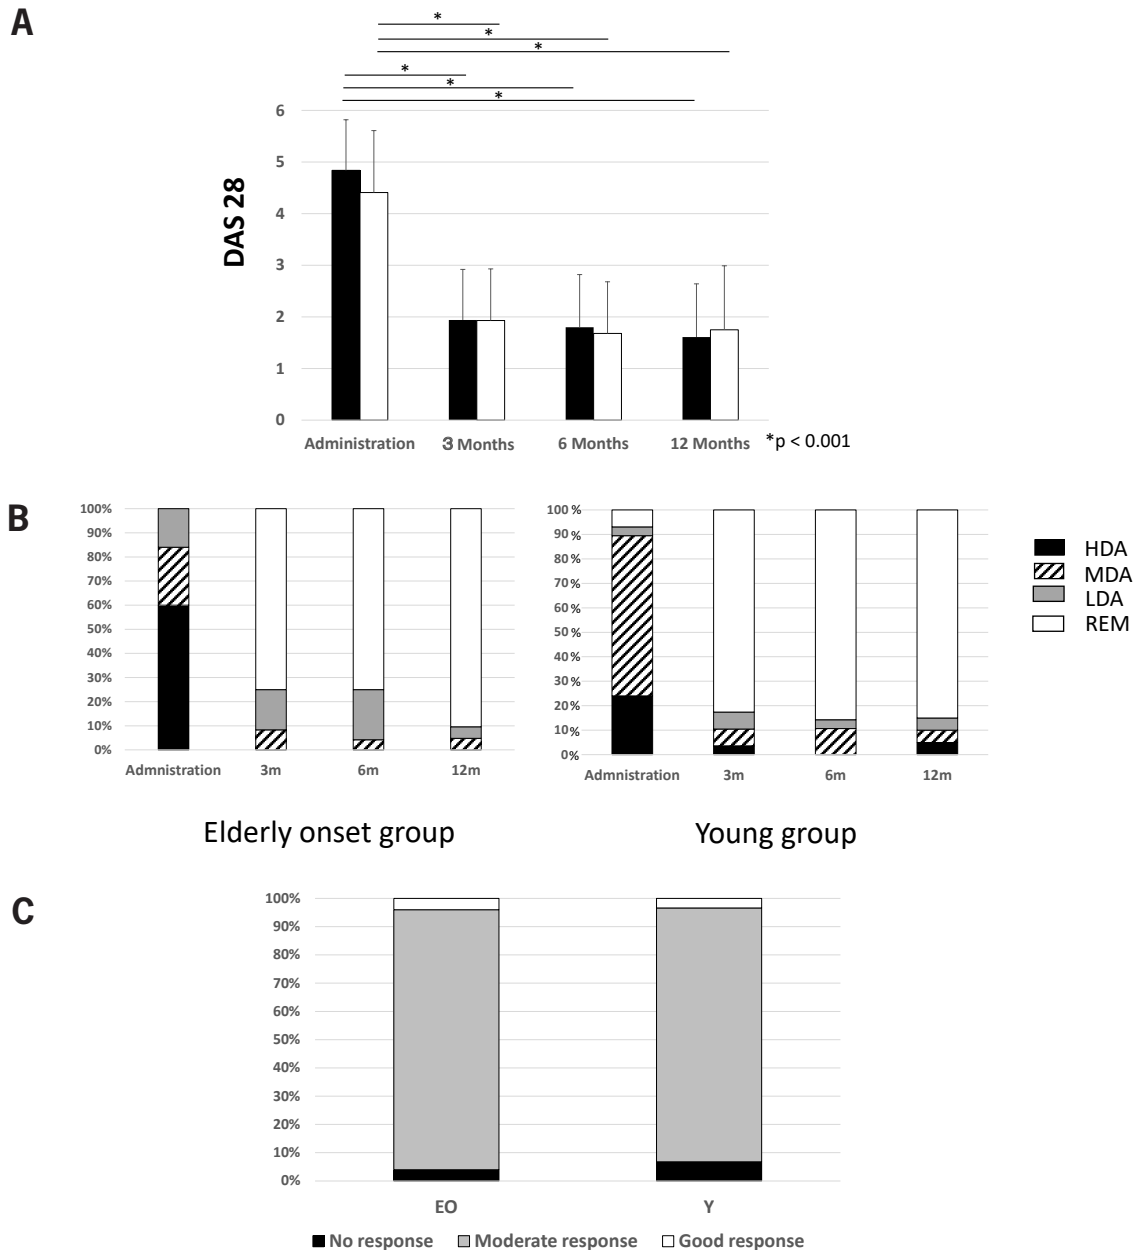 A
*
*
*
*
*
*
6
5
4
3
2
1
0
DAS 28
Administration
3 Months
6 Months
12 Months
*p < 0.001
B
100%
90%
80%
70%
60%
50%
40%
30%
20%
10%
0%
Admnistration
3m
6m
12m
Elderly onset group
100%
90%
80%
70%
60%
50%
40%
30%
20%
10%
0%
Admnistration
3m
6m
12m
Young group
HDA
MDA
LDA
REM
C
100%
90%
80%
70%
60%
50%
40%
30%
20%
10%
0%
EO
Y
No response
Moderate response
Good response